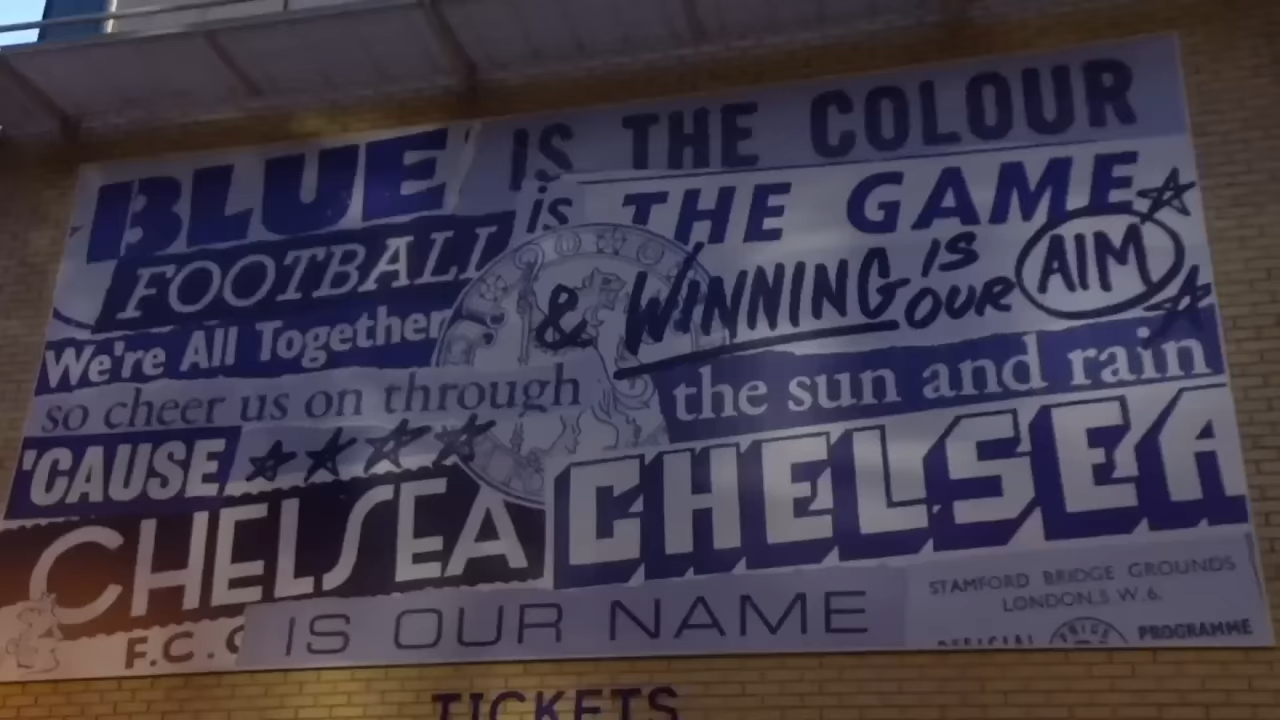 BLUE IS THE COLOUR
FOOTBALL IS THE GAME
We're All Together & WINNING IS OUR AIM
so cheer us on through the sun and rain
'CAUSE CHELSEA CHELSEA
F.C. IS OUR NAME
STAMFORD BRIDGE GROUNDS
LONDON, S.W.6.
OFFICIAL PRICE PROGRAMME
TICKETS